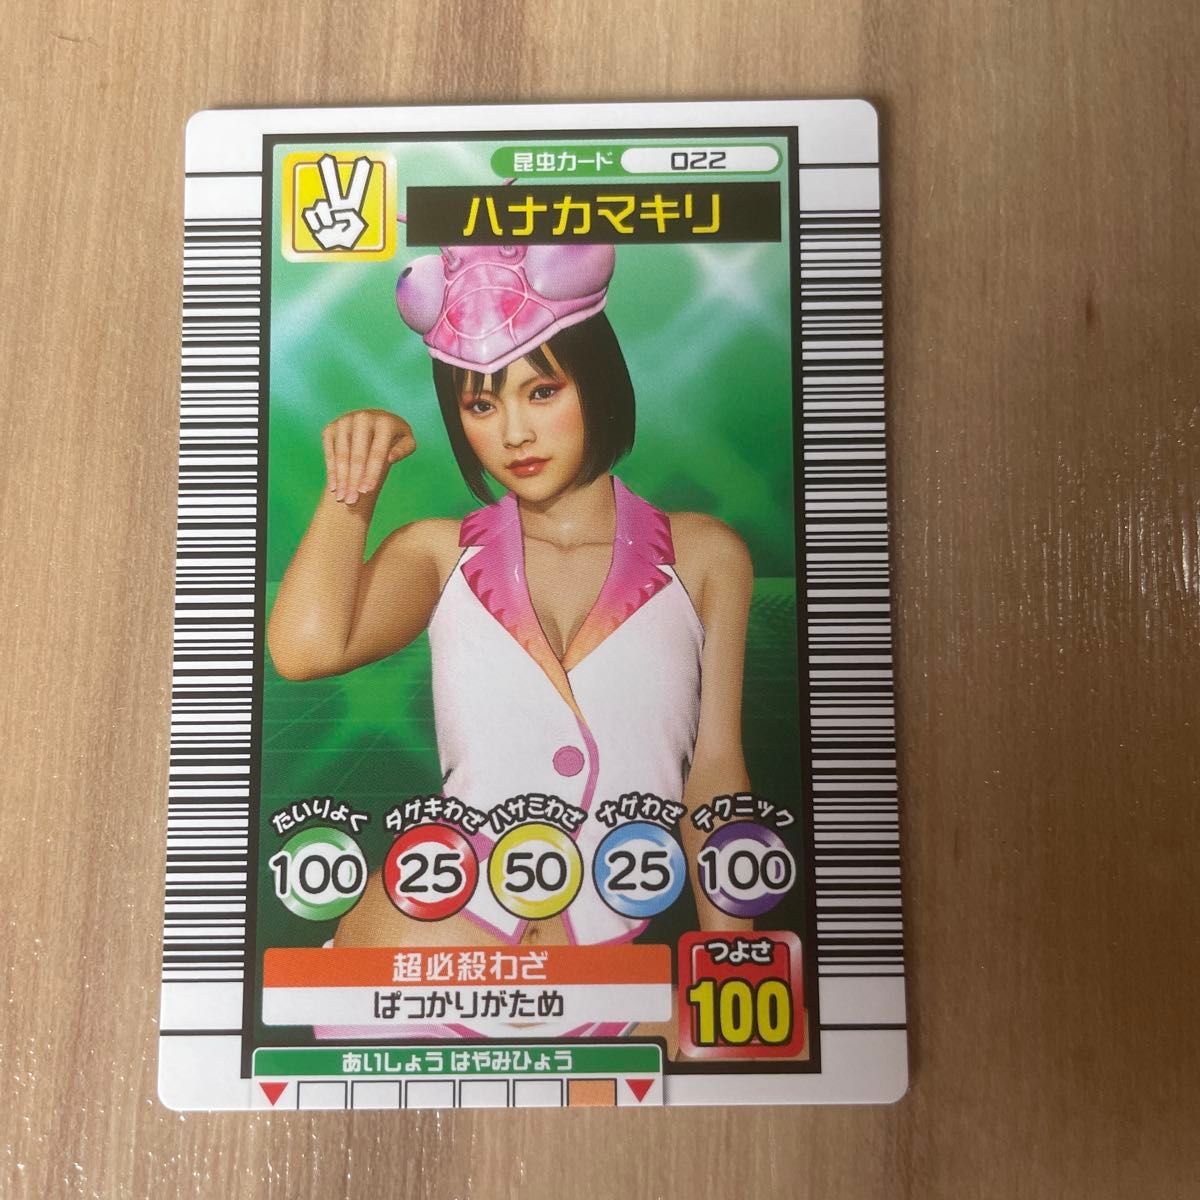 昆虫カード 022
ハナカマキリ
たいりょく ダゲキわざ ハサミわざ ナゲわざ テクニック
100 25 50 25 100
超必殺わざ
ぱっかりがため
つよさ
100
あいしょう はやみひょう